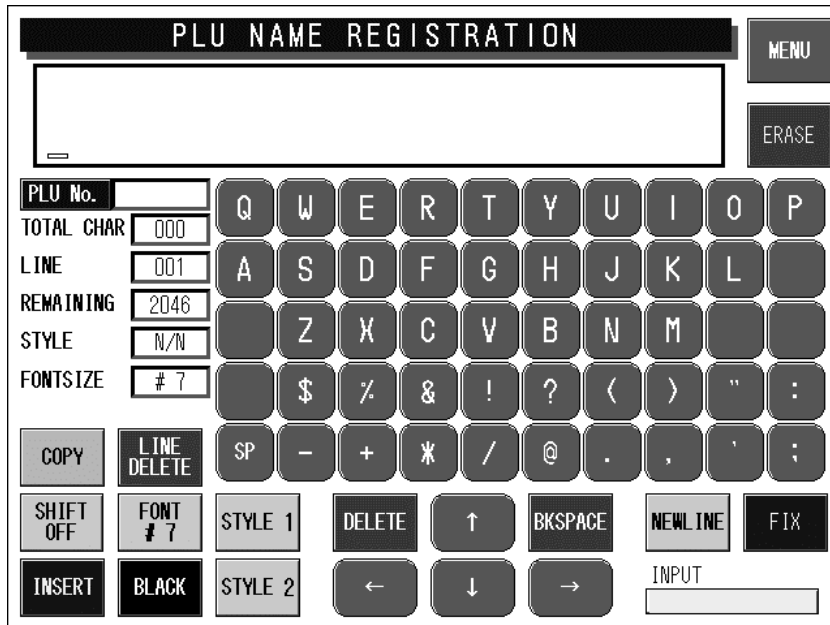 PLU NAME REGISTRATION
MENU
ERASE
PLU No.
TOTAL CHAR 000
LINE 001
REMAINING 2046
STYLE N/N
FONTSIZE # 7
Q W E R T Y U I O P
A S D F G H J K L
Z X C V B N M
$ % & ! ? ( ) " :
SP - + * / @ . , ' ;
COPY
LINE
DELETE
SHIFT
OFF
FONT
# 7
STYLE 1
DELETE
↑
BKSPACE
NEWLINE
FIX
INSERT
BLACK
STYLE 2
←
↓
→
INPUT